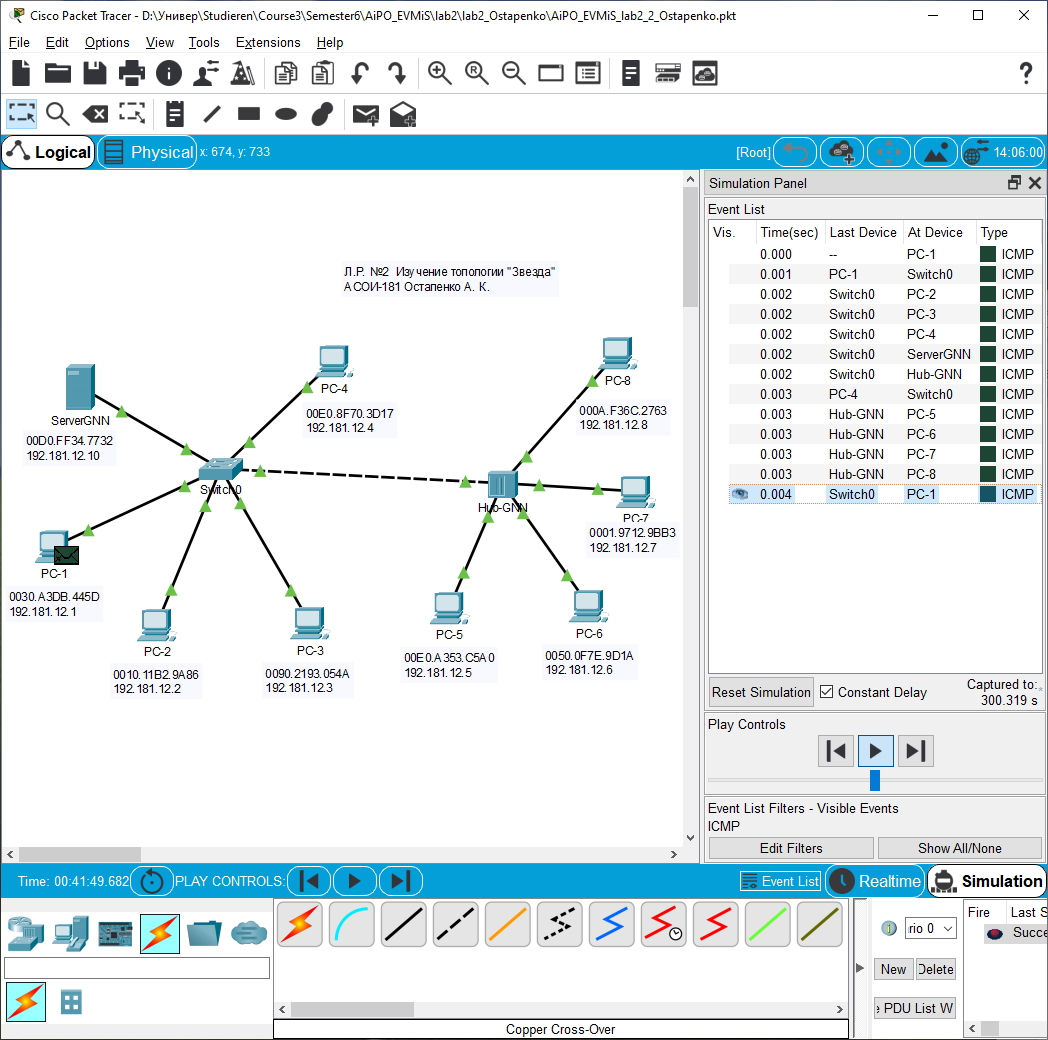 Cisco Packet Tracer - D:\Универ\Studieren\Course3\Semester6\AiPO_EVMiS\lab2\lab2_Ostapenko\AiPO_EVMiS_lab2_2_Ostapenko.pkt
File Edit Options View Tools Extensions Help
Logical Physical x: 674, y: 733 [Root] 14:06:00
Simulation Panel
Event List
Vis. Time(sec) Last Device At Device Type
0.000 -- PC-1 ICMP
0.001 PC-1 Switch0 ICMP
0.002 Switch0 PC-2 ICMP
0.002 Switch0 PC-3 ICMP
0.002 Switch0 PC-4 ICMP
0.002 Switch0 ServerGNN ICMP
0.002 Switch0 Hub-GNN ICMP
0.003 PC-4 Switch0 ICMP
0.003 Hub-GNN PC-5 ICMP
0.003 Hub-GNN PC-6 ICMP
0.003 Hub-GNN PC-7 ICMP
0.003 Hub-GNN PC-8 ICMP
0.004 Switch0 PC-1 ICMP
Л.Р. №2 Изучение топологии "Звезда"
АСОИ-181 Остапенко А. К.
PC-4
00E0.8F70.3D17
192.181.12.4
PC-8
000A.F36C.2763
192.181.12.8
ServerGNN
00D0.FF34.7732
192.181.12.10
Switch0
Hub-GNN
PC-7
0001.9712.9BB3
192.181.12.7
PC-1
0030.A3DB.445D
192.181.12.1
PC-2
0010.11B2.9A86
192.181.12.2
PC-3
0090.2193.054A
192.181.12.3
PC-5
00E0.A353.C5A0
192.181.12.5
PC-6
0050.0F7E.9D1A
192.181.12.6
Reset Simulation Constant Delay Captured to:
300.319 s
Play Controls
Event List Filters - Visible Events
ICMP
Edit Filters Show All/None
Time: 00:41:49.682 PLAY CONTROLS: Event List Realtime Simulation
rio 0
Fire Last S
Succe
New Delete
e PDU List W
Copper Cross-Over